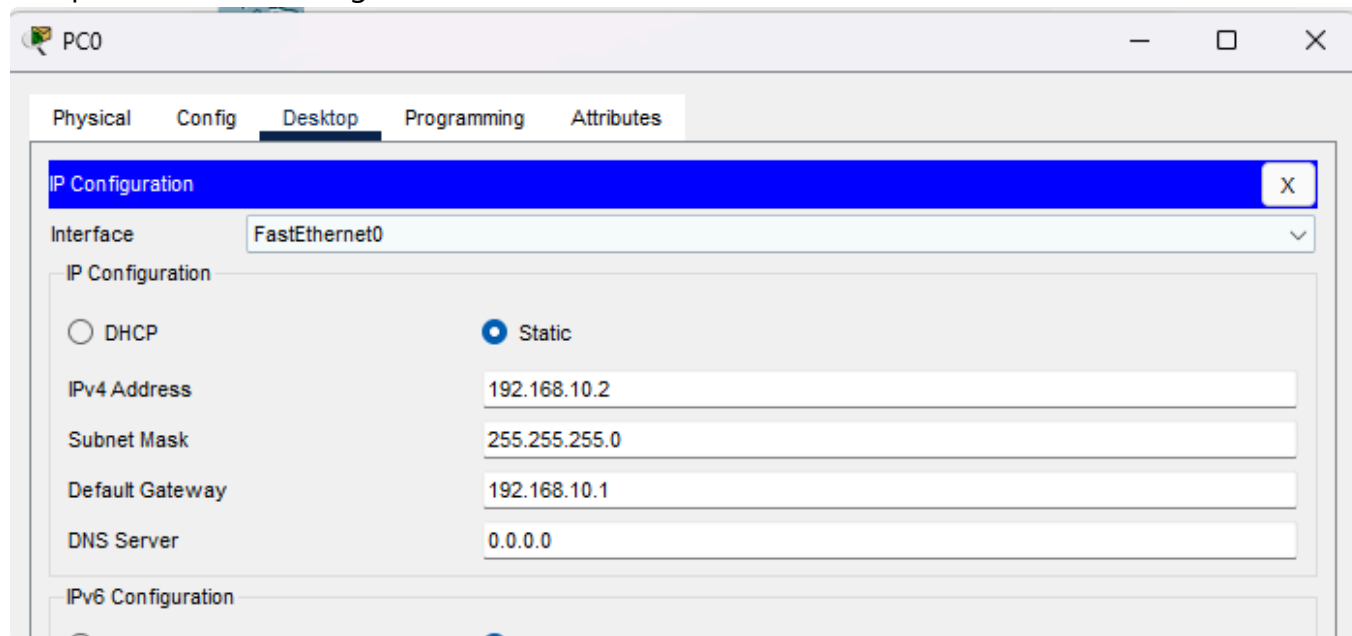 PC0
Physical Config Desktop Programming Attributes
IP Configuration X
Interface FastEthernet0
IP Configuration
DHCP Static
IPv4 Address 192.168.10.2
Subnet Mask 255.255.255.0
Default Gateway 192.168.10.1
DNS Server 0.0.0.0
IPv6 Configuration